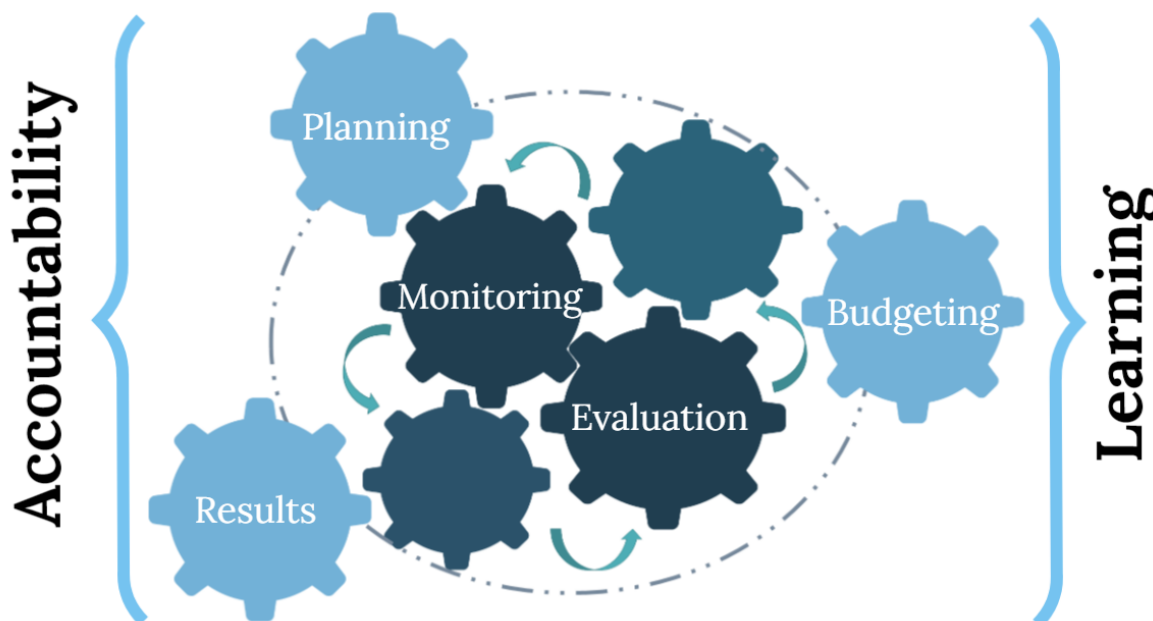 Accountability
Planning
Monitoring
Budgeting
Evaluation
Results
Learning